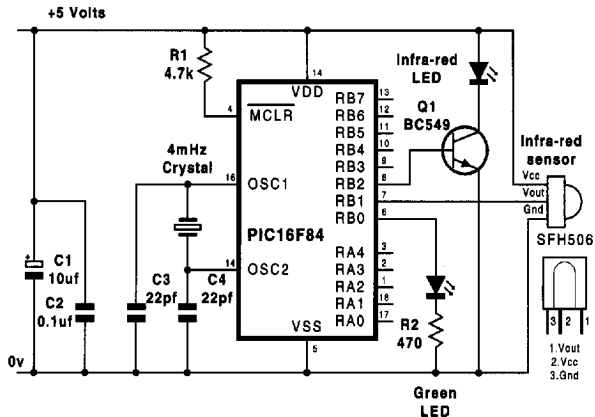 +5 Volts
R1
4.7k
14
VDD
4
MCLR
4mHz
Crystal
16
OSC1
PIC16F84
14
OSC2
C1
10uf
+
C2
0.1uf
C3
22pf
C4
22pf
VSS
5
0v
RB7
13
RB6
12
RB5
11
RB4
10
RB3
9
RB2
8
RB1
7
RB0
6
RA4
3
RA3
2
RA2
1
RA1
18
RA0
17
Infra-red
LED
Q1
BC549
Infra-red
sensor
Vcc
Vout
Gnd
SFH506
3 2 1
1.Vout
2.Vcc
3.Gnd
R2
470
Green
LED